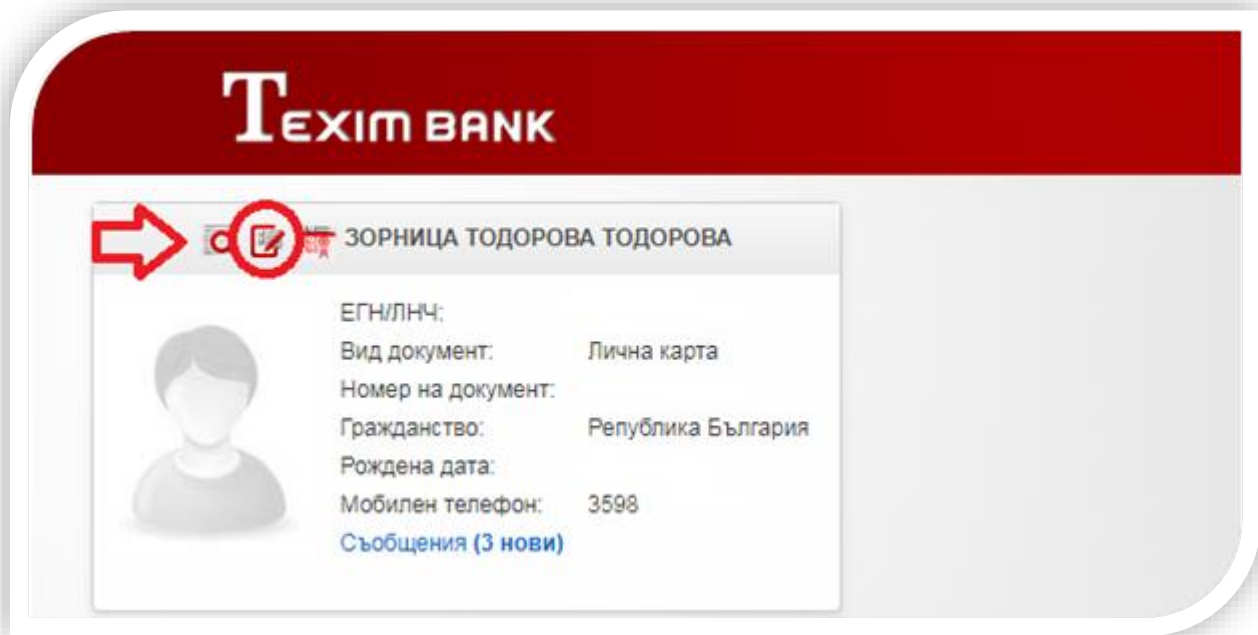 TEXIM BANK
ЗОРНИЦА ТОДОРОВА ТОДОРОВА
ЕГН/ЛНЧ:
Вид документ: Лична карта
Номер на документ:
Гражданство: Република България
Рождена дата:
Мобилен телефон: 3598
Съобщения (3 нови)